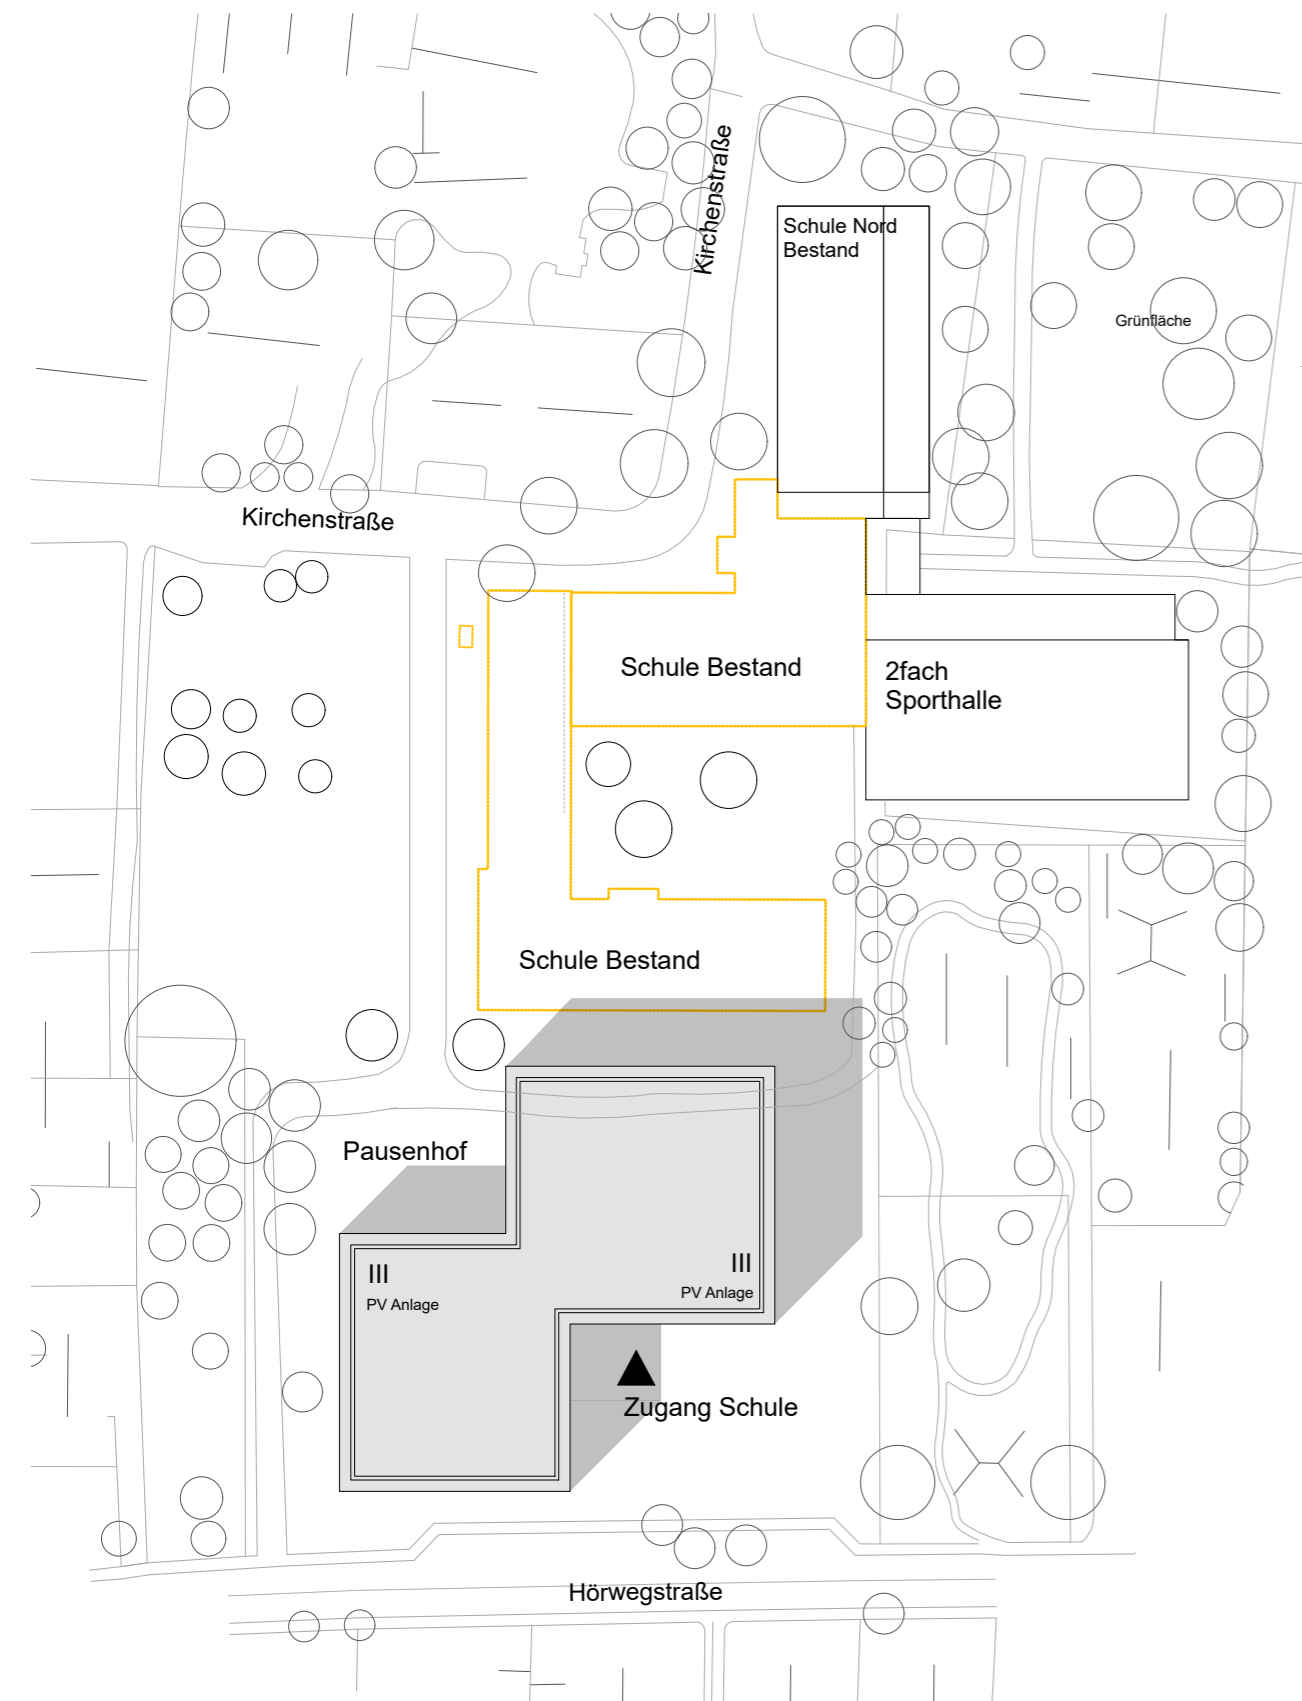 Kirchenstraße
Schule Nord
Bestand
Grünfläche
Kirchenstraße
Schule Bestand
2fach
Sporthalle
Schule Bestand
Pausenhof
III
PV Anlage
III
PV Anlage
Zugang Schule
Hörwegstraße